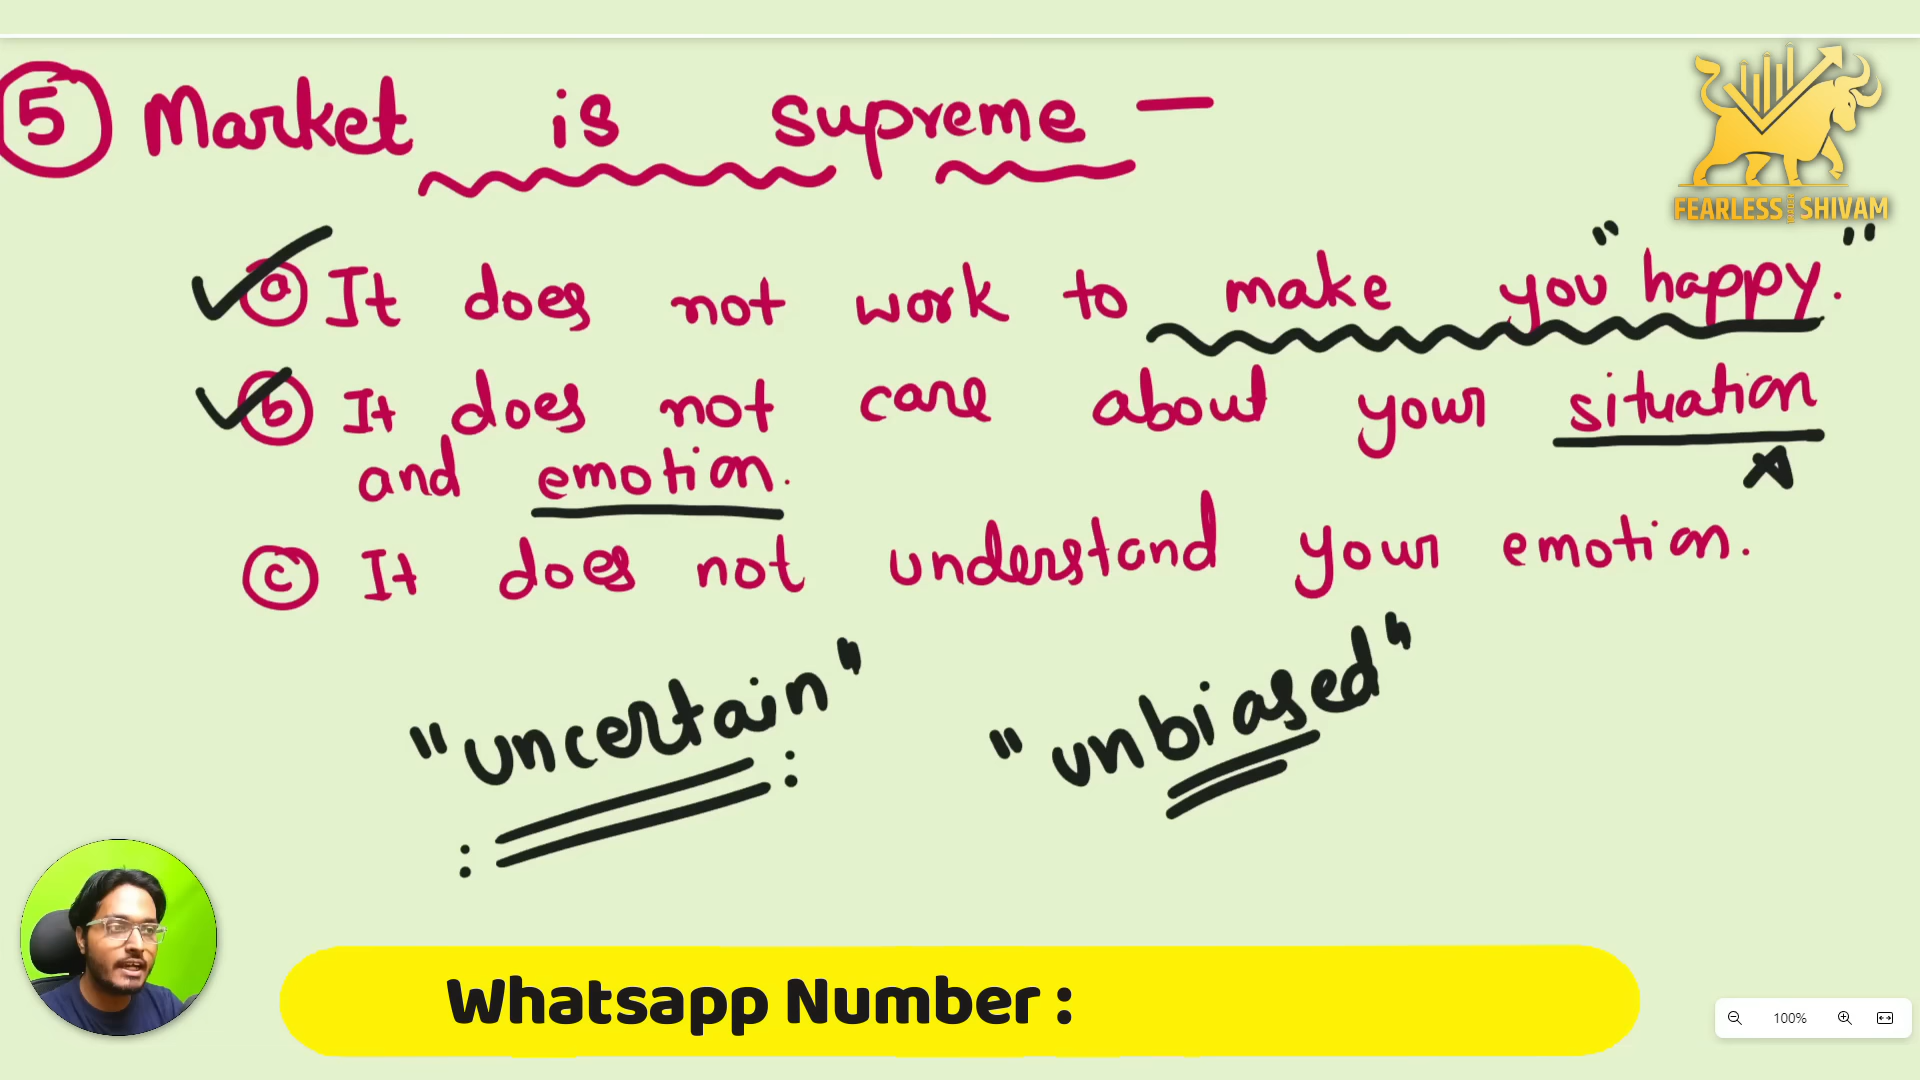 5 Market is supreme —
FEARLESS SHIVAM
a It does not work to make you "happy."
b It does not care about your situation
and emotion.
c It does not understand your emotion.
"uncertain" "unbiased"
Whatsapp Number :
100%